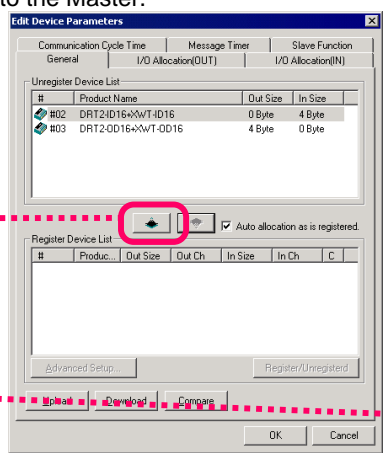 to the Master.
Edit Device Parameters
Communication Cycle Time Message Timer Slave Function
General I/O Allocation(OUT) I/O Allocation(IN)
Unregister Device List
# Product Name Out Size In Size
#02 DRT2-ID16+XWT-ID16 0 Byte 4 Byte
#03 DRT2-OD16+XWT-OD16 4 Byte 0 Byte
Auto allocation as is registered.
Register Device List
# Produc... Out Size Out Ch In Size In Ch C
Advanced Setup... Register/Unregisterd
Upload Download Compare
OK Cancel